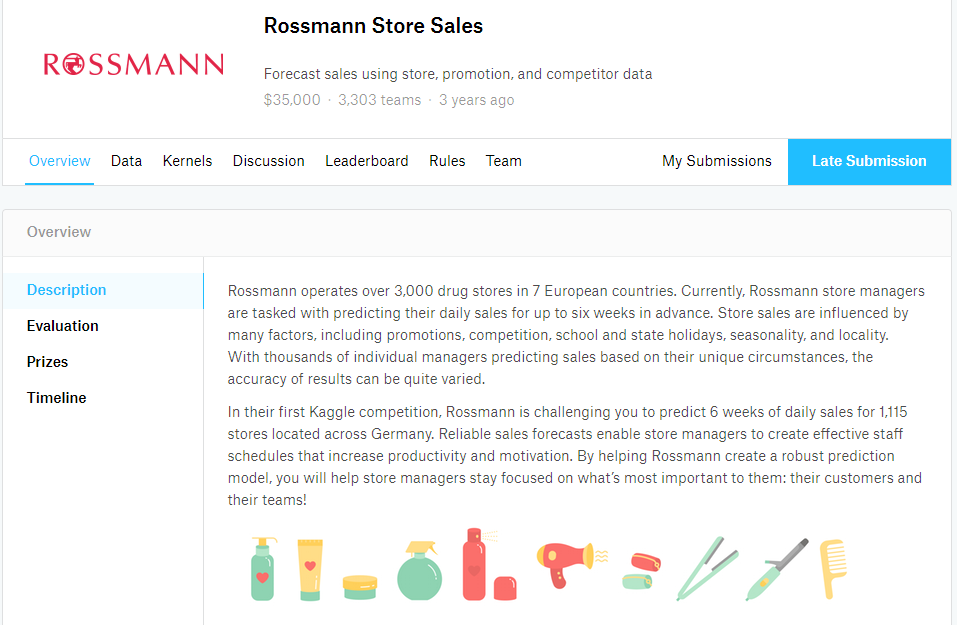 ROSSMANN
Rossmann Store Sales
Forecast sales using store, promotion, and competitor data
$35,000 · 3,303 teams · 3 years ago
Overview Data Kernels Discussion Leaderboard Rules Team My Submissions Late Submission
Overview
Description
Evaluation
Prizes
Timeline
Rossmann operates over 3,000 drug stores in 7 European countries. Currently, Rossmann store managers
are tasked with predicting their daily sales for up to six weeks in advance. Store sales are influenced by
many factors, including promotions, competition, school and state holidays, seasonality, and locality.
With thousands of individual managers predicting sales based on their unique circumstances, the
accuracy of results can be quite varied.
In their first Kaggle competition, Rossmann is challenging you to predict 6 weeks of daily sales for 1,115
stores located across Germany. Reliable sales forecasts enable store managers to create effective staff
schedules that increase productivity and motivation. By helping Rossmann create a robust prediction
model, you will help store managers stay focused on what's most important to them: their customers and
their teams!